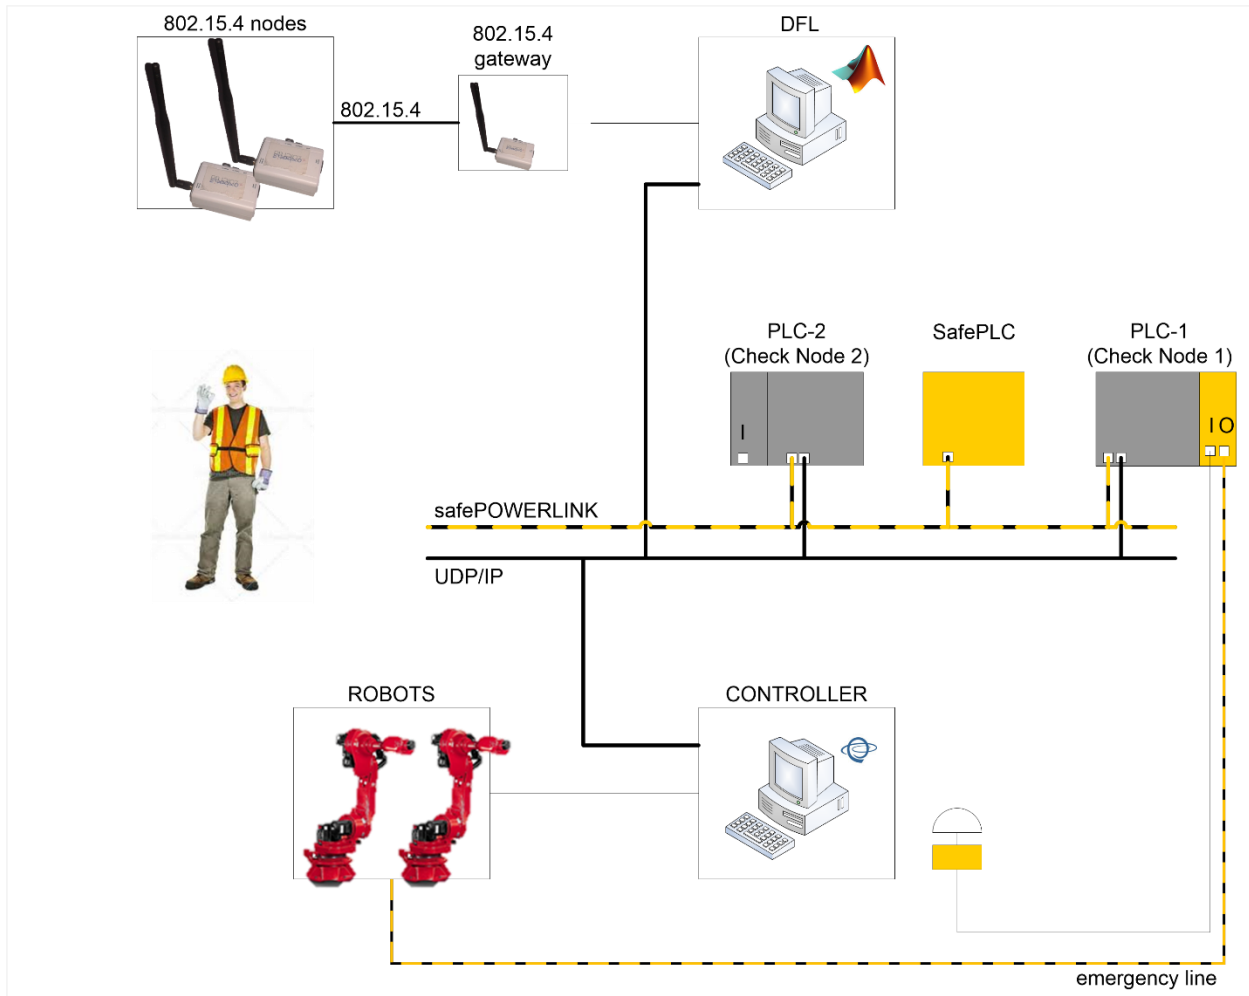 802.15.4 nodes
802.15.4
gateway
DFL
802.15.4
PLC-2
(Check Node 2)
SafePLC
PLC-1
(Check Node 1)
I
I O
safePOWERLINK
UDP/IP
ROBOTS
CONTROLLER
emergency line